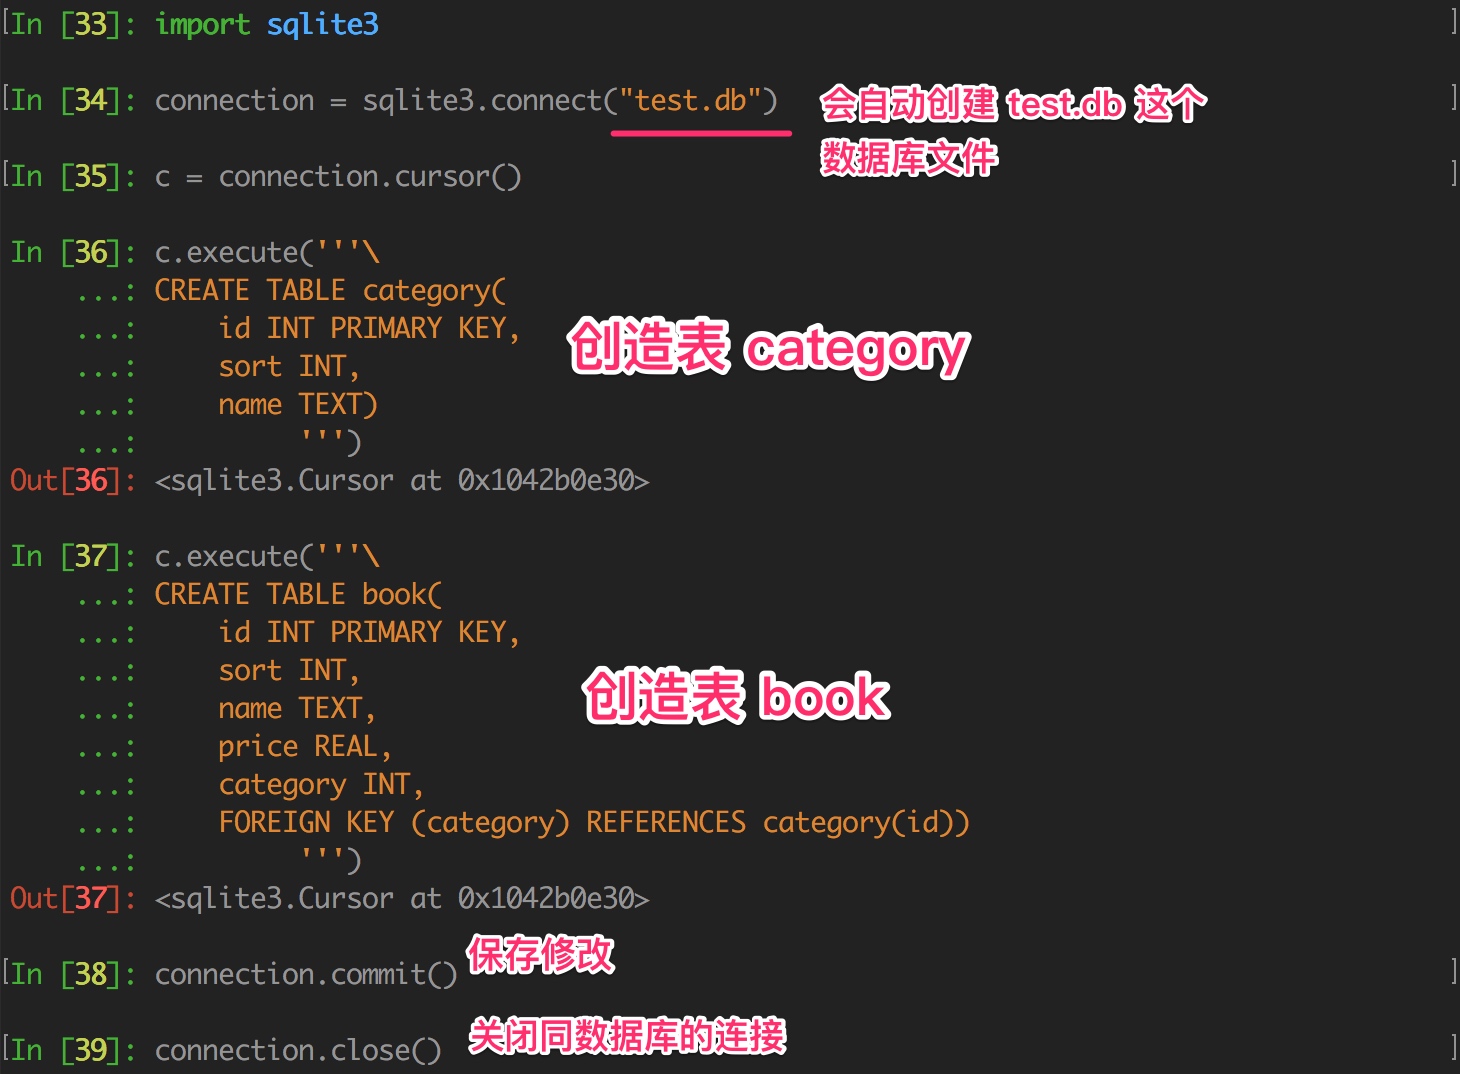 [In [33]: import sqlite3 ]
[In [34]: connection = sqlite3.connect("test.db") ]
会自动创建 test.db 这个
数据库文件
[In [35]: c = connection.cursor() ]
In [36]: c.execute('''\
...: CREATE TABLE category(
...:     id INT PRIMARY KEY,
...:     sort INT,
...:     name TEXT)
...:          ''')
创造表 category
Out[36]: <sqlite3.Cursor at 0x1042b0e30>
In [37]: c.execute('''\
...: CREATE TABLE book(
...:     id INT PRIMARY KEY,
...:     sort INT,
...:     name TEXT,
...:     price REAL,
...:     category INT,
...:     FOREIGN KEY (category) REFERENCES category(id))
...:          ''')
创造表 book
Out[37]: <sqlite3.Cursor at 0x1042b0e30>
[In [38]: connection.commit() ]
保存修改
[In [39]: connection.close() ]
关闭同数据库的连接